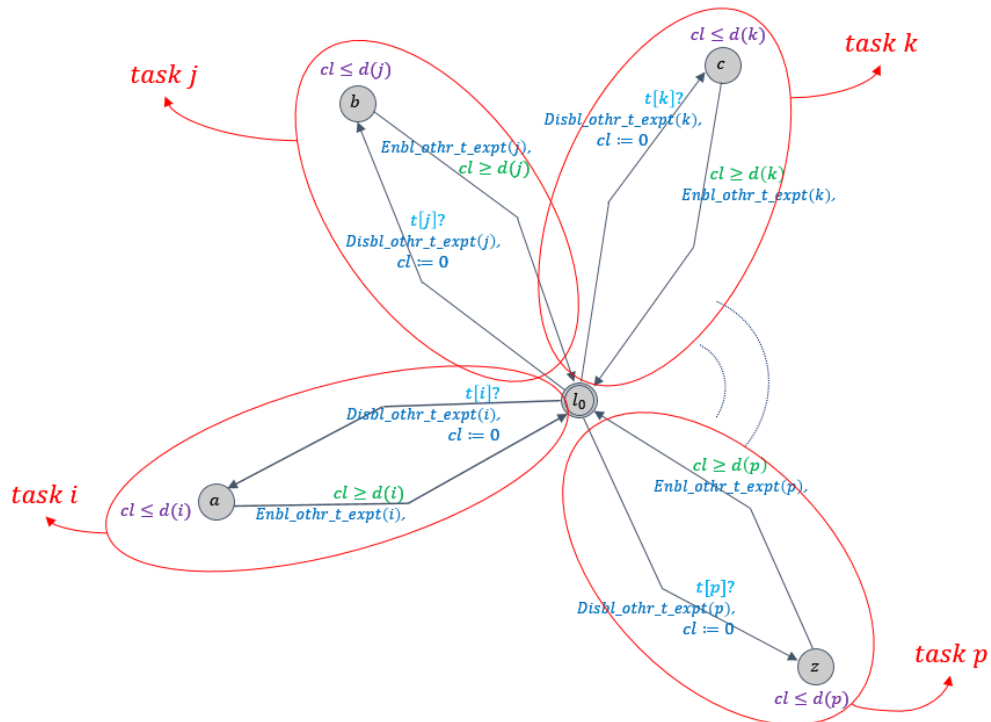 cl ≤ d(k)
task k
c
task j
cl ≤ d(j)
b
t[k]?
Disbl_othr_t_expt(k),
cl ≔ 0
Enbl_othr_t_expt(j),
cl ≥ d(j)
cl ≥ d(k)
Enbl_othr_t_expt(k),
t[j]?
Disbl_othr_t_expt(j),
cl ≔ 0
l₀
t[i]?
Disbl_othr_t_expt(i),
cl ≔ 0
task i
cl ≤ d(i)
a
cl ≥ d(i)
Enbl_othr_t_expt(i),
cl ≥ d(p)
Enbl_othr_t_expt(p),
t[p]?
Disbl_othr_t_expt(p),
cl ≔ 0
z
task p
cl ≤ d(p)